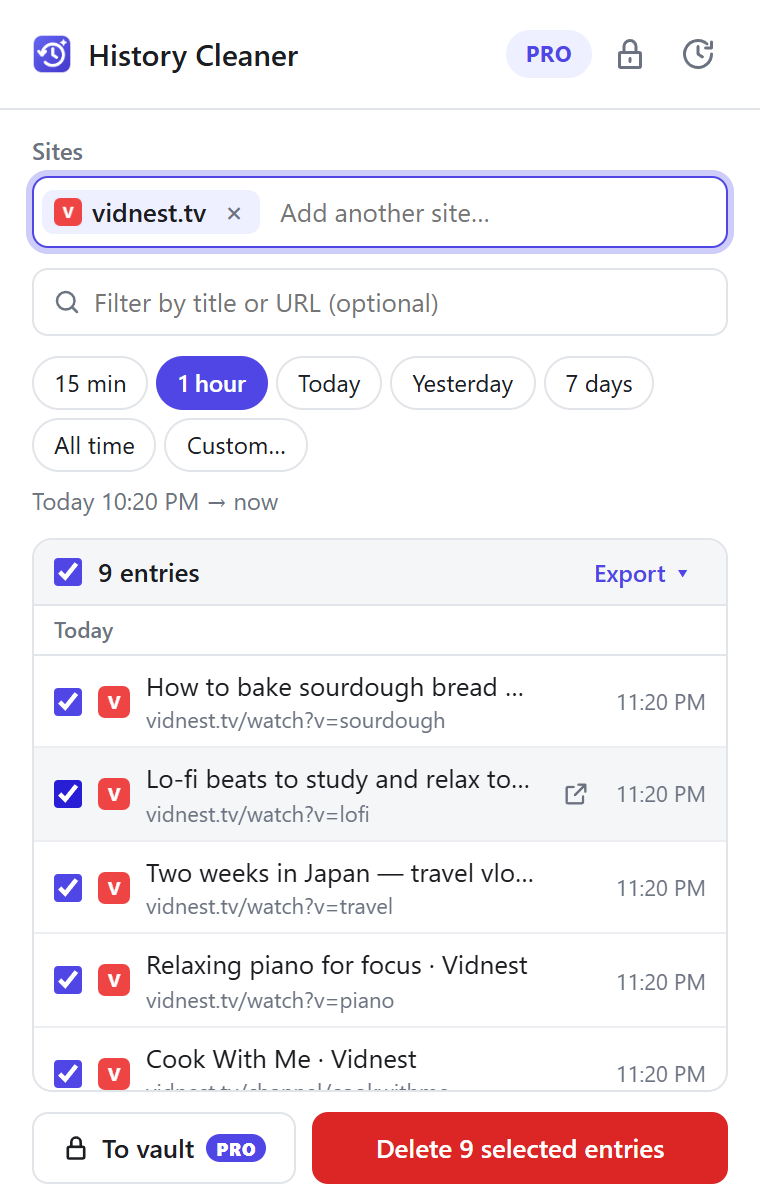 History Cleaner
PRO
Sites
V vidnest.tv ×
Add another site…
Filter by title or URL (optional)
15 min
1 hour
Today
Yesterday
7 days
All time
Custom…
Today 10:20 PM → now
9 entries
Export ▼
Today
V
How to bake sourdough bread …
vidnest.tv/watch?v=sourdough
11:20 PM
V
Lo-fi beats to study and relax to…
vidnest.tv/watch?v=lofi
11:20 PM
V
Two weeks in Japan — travel vlo…
vidnest.tv/watch?v=travel
11:20 PM
V
Relaxing piano for focus · Vidnest
vidnest.tv/watch?v=piano
11:20 PM
V
Cook With Me · Vidnest
vidnest.tv/channel/cookwithme
11:20 PM
To vault PRO
Delete 9 selected entries